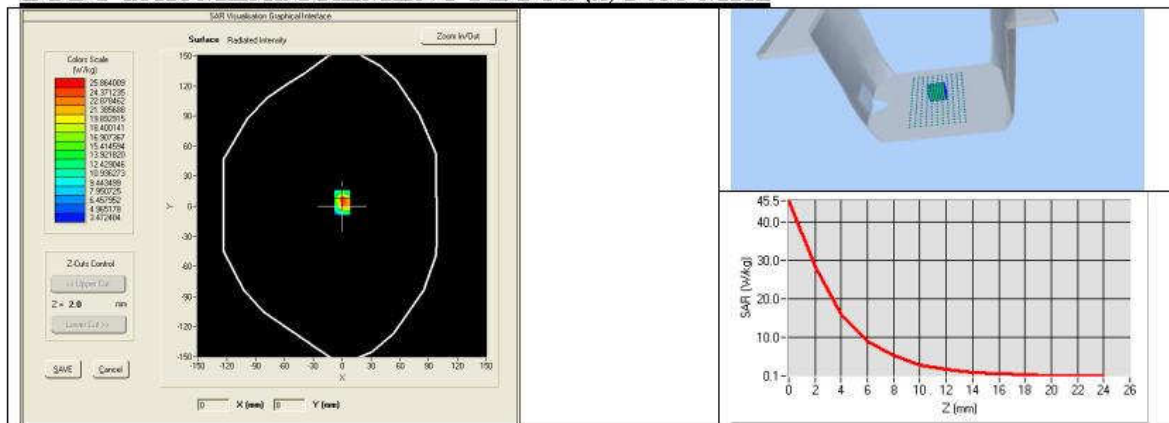 SAR Visualisation Graphical Interface
Surface Radiated Intensity
Zoom In/Out
Colors Scale
(W/kg)
25.864009
24.371235
22.878462
21.385688
19.892915
18.400141
16.907367
15.414594
13.921820
12.429046
10.936273
9.443499
7.950725
6.457952
4.965178
3.472404
Z-Cuts Control
<< Upper Cut
Z = 2.0 mm
Lower Cut >>
SAVE Cancel
150
120
90
60
30
0
-30
-60
-90
-120
-150
Y
-150 -120 -90 -60 -30 0 30 60 90 120 150
X
0 X (mm) 0 Y (mm)
45.5
40.0
30.0
20.0
10.0
0.1
SAR (W/kg)
0 2 4 6 8 10 12 14 16 18 20 22 24 26
Z (mm)